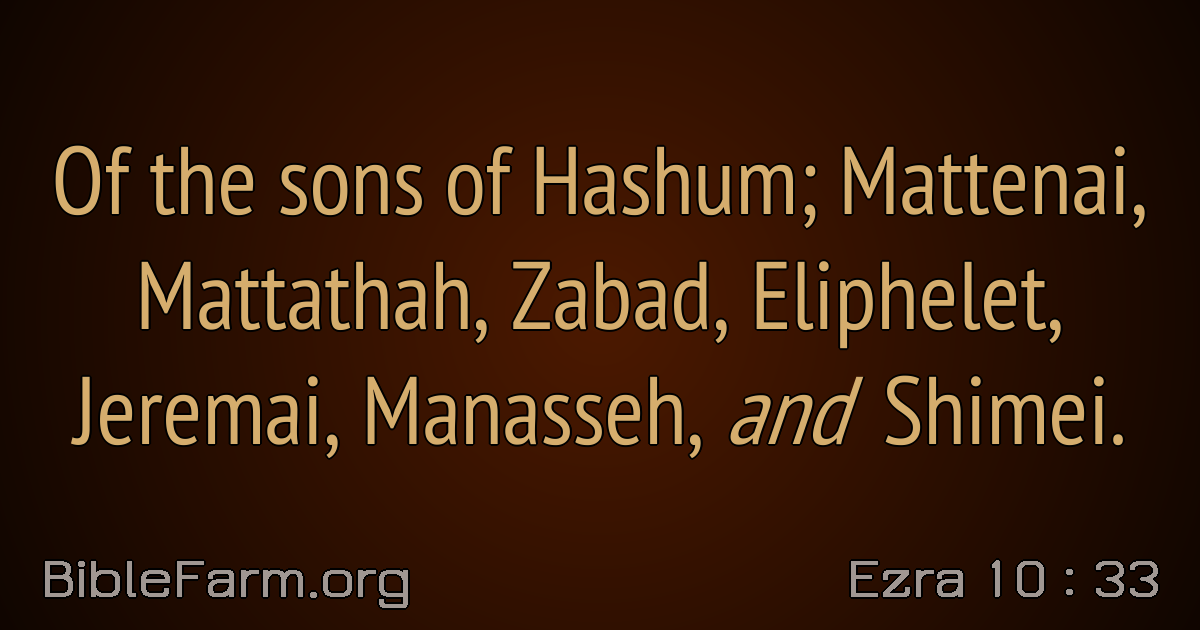 Of the sons of Hashum; Mattenai,
Mattathah, Zabad, Eliphelet,
Jeremai, Manasseh, and Shimei.
BibleFarm.org
Ezra 10 : 33